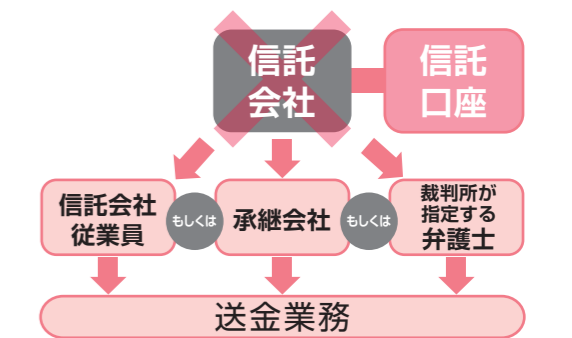 信託
会社
信託
口座
信託会社
従業員
もしくは
承継会社
もしくは
裁判所が
指定する
弁護士
送金業務